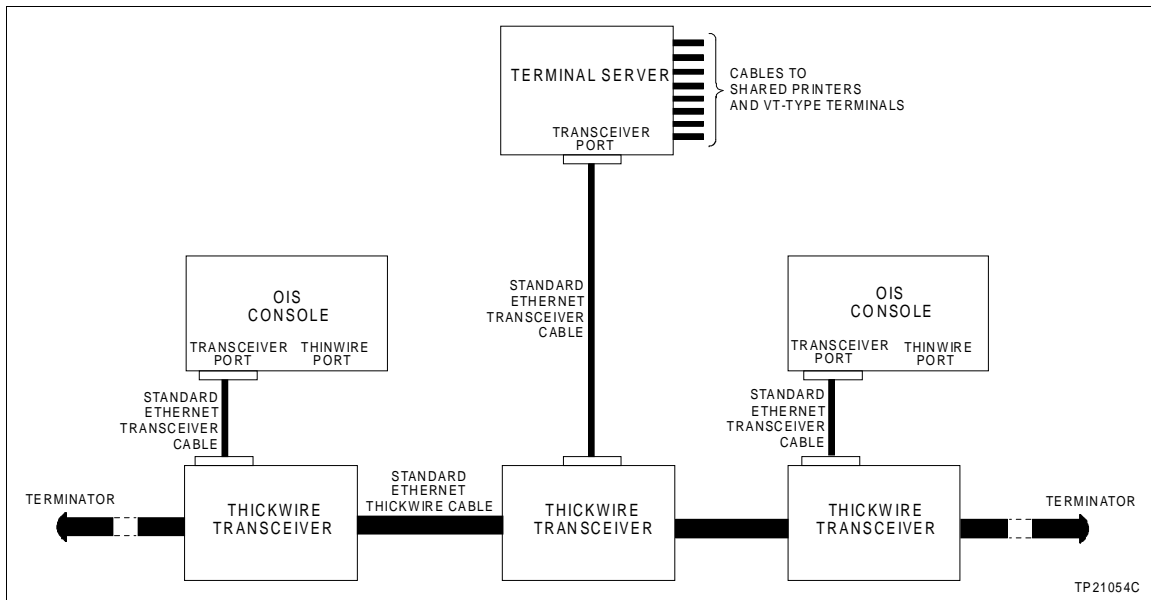 TERMINAL SERVER
TRANSCEIVER
PORT
CABLES TO
SHARED PRINTERS
AND VT-TYPE TERMINALS
STANDARD
ETHERNET
TRANSCEIVER
CABLE
OIS
CONSOLE
TRANSCEIVER
PORT
THINWIRE
PORT
OIS
CONSOLE
TRANSCEIVER
PORT
THINWIRE
PORT
STANDARD
ETHERNET
TRANSCEIVER
CABLE
STANDARD
ETHERNET
TRANSCEIVER
CABLE
TERMINATOR
THICKWIRE
TRANSCEIVER
STANDARD
ETHERNET
THICKWIRE CABLE
THICKWIRE
TRANSCEIVER
THICKWIRE
TRANSCEIVER
TERMINATOR
TP21054C